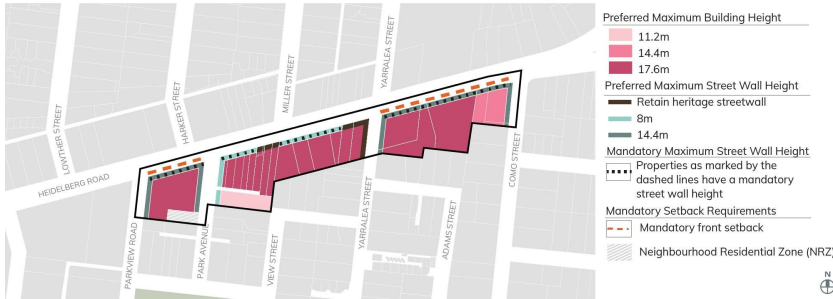 LOWTHER STREET
HARKER STREET
MILLER STREET
YARRALEA STREET
HEIDELBERG ROAD
PARKVIEW ROAD
PARK AVENUE
VIEW STREET
YARRALEA STREET
ADAMS STREET
COMO STREET
Preferred Maximum Building Height
11.2m
14.4m
17.6m
Preferred Maximum Street Wall Height
Retain heritage streetwall
8m
14.4m
Mandatory Maximum Street Wall Height
Properties as marked by the
dashed lines have a mandatory
street wall height
Mandatory Setback Requirements
Mandatory front setback
Neighbourhood Residential Zone (NRZ)
N